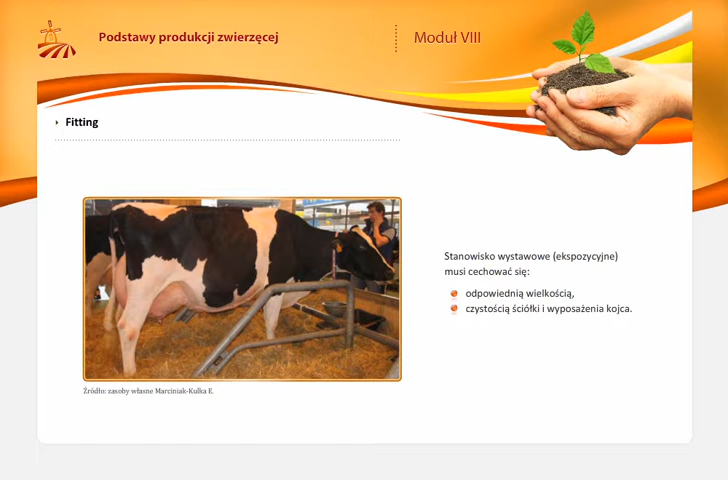 Podstawy produkcji zwierzęcej
Moduł VIII
Fitting
Stanowisko wystawowe (ekspozycyjne)
musi cechować się:
odpowiednią wielkością,
czystością ściółki i wyposażenia kojca.
Źródło: zasoby własne Marciniak-Kulka E.